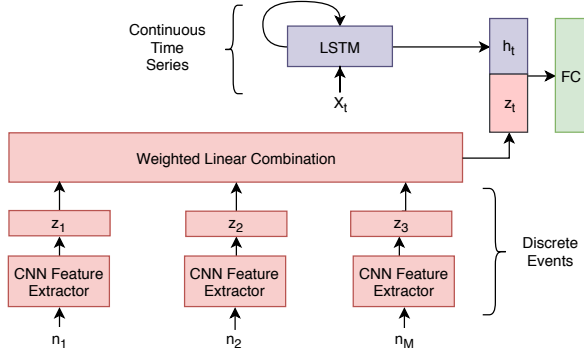 Continuous
Time
Series
LSTM
h_t
FC
X_t
z_t
Weighted Linear Combination
z_1
z_2
z_3
CNN Feature
Extractor
CNN Feature
Extractor
CNN Feature
Extractor
Discrete
Events
n_1
n_2
n_M